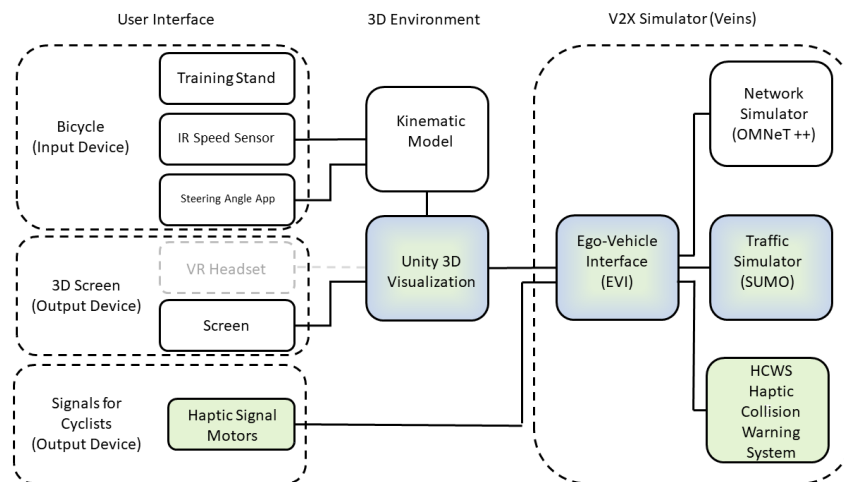 User Interface
3D Environment
V2X Simulator (Veins)
Bicycle
(Input Device)
Training Stand
IR Speed Sensor
Steering Angle App
Kinematic
Model
Network
Simulator
(OMNeT ++)
3D Screen
(Output Device)
VR Headset
Screen
Unity 3D
Visualization
Ego-Vehicle
Interface
(EVI)
Traffic
Simulator
(SUMO)
Signals for
Cyclists
(Output Device)
Haptic Signal
Motors
HCWS
Haptic
Collision
Warning
System